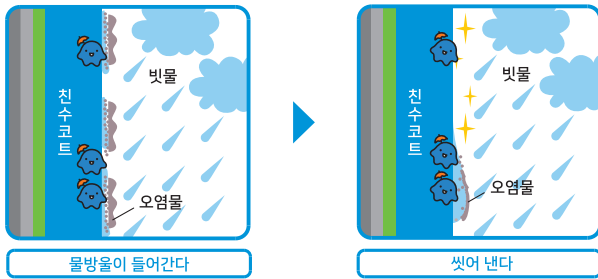 친수코트
빗물
오염물
물방울이 들어간다
친수코트
빗물
오염물
씻어 낸다